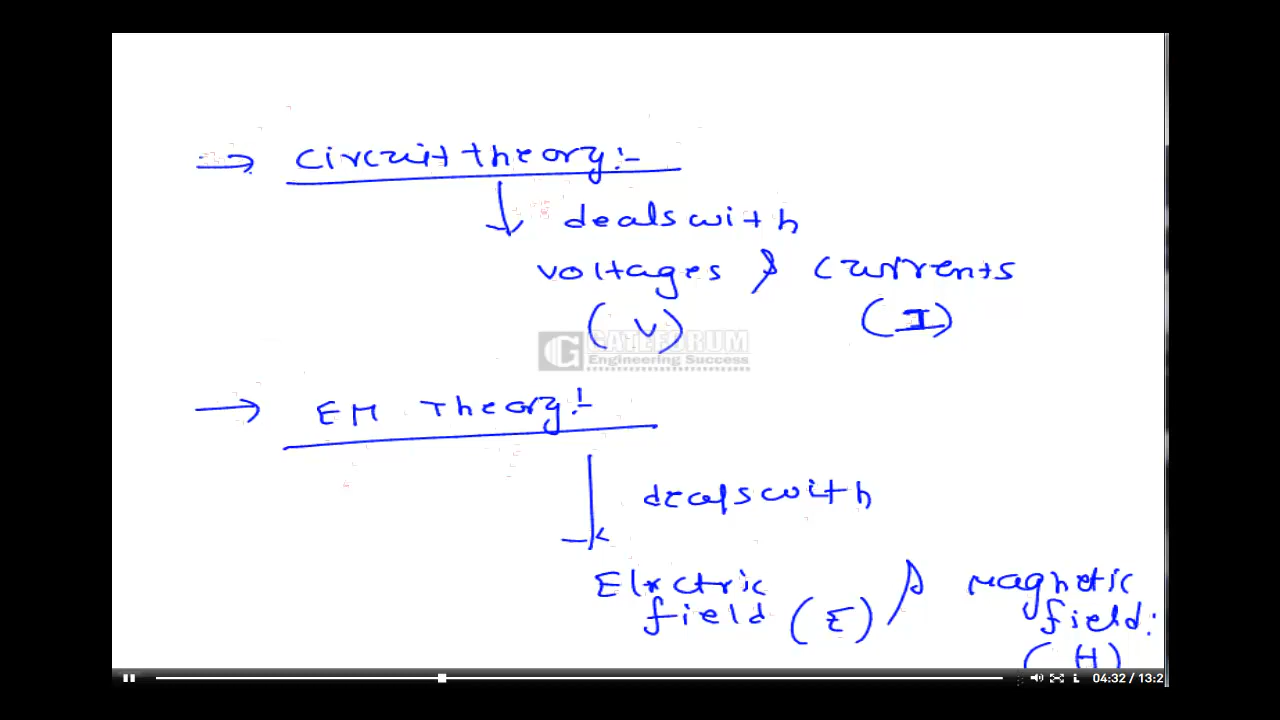 → Circuit theory:-
↓ deals with
voltages & currents
(V) (I)
GATEFORUM
Engineering Success
→ EM Theory:-
↓ deals with
Electric & magnetic
field (E) field:
(H)
04:32 / 13:2